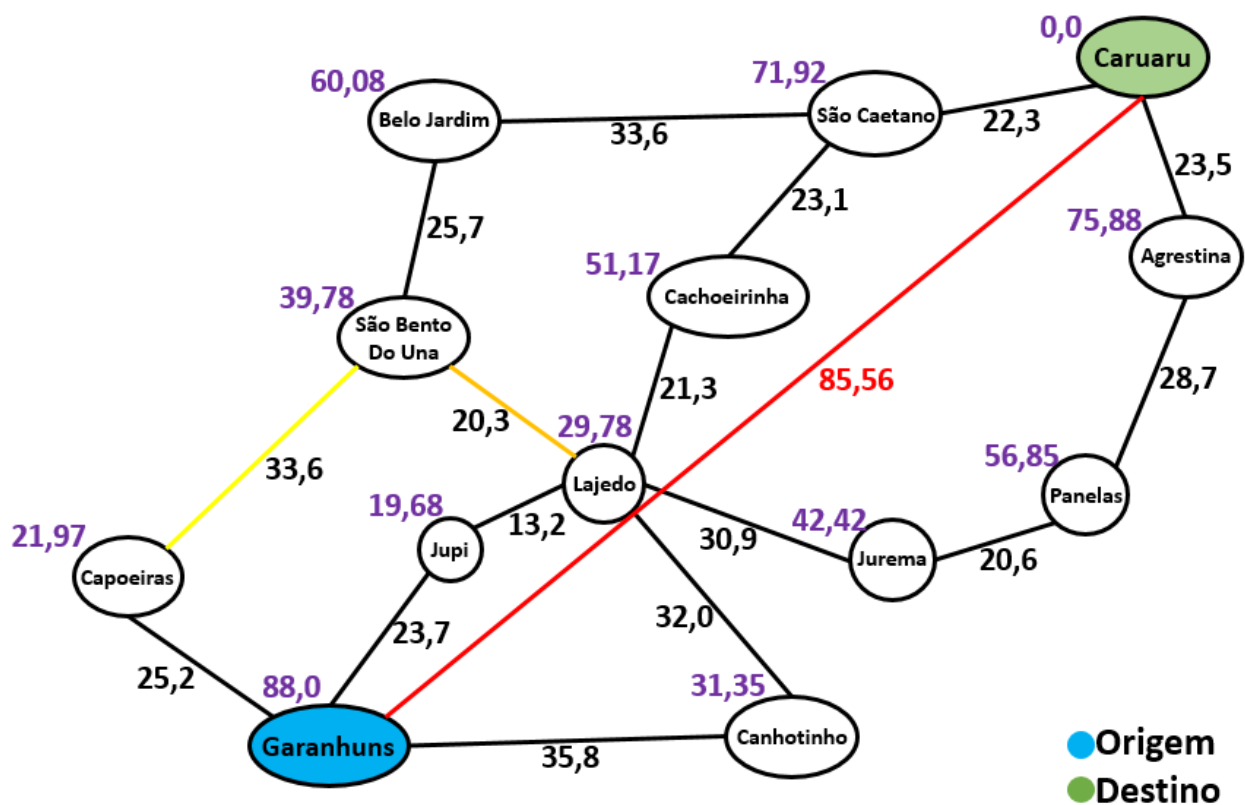 0,0
Caruaru
60,08
71,92
Belo Jardim
São Caetano
33,6
22,3
23,5
25,7
23,1
75,88
Agrestina
51,17
Cachoeirinha
39,78
São Bento
Do Una
85,56
28,7
21,3
20,3
29,78
Lajedo
33,6
19,68
13,2
Jupi
30,9
42,42
Jurema
56,85
Panelas
20,6
21,97
Capoeiras
23,7
32,0
25,2
88,0
Garanhuns
35,8
31,35
Canhotinho
Origem
Destino